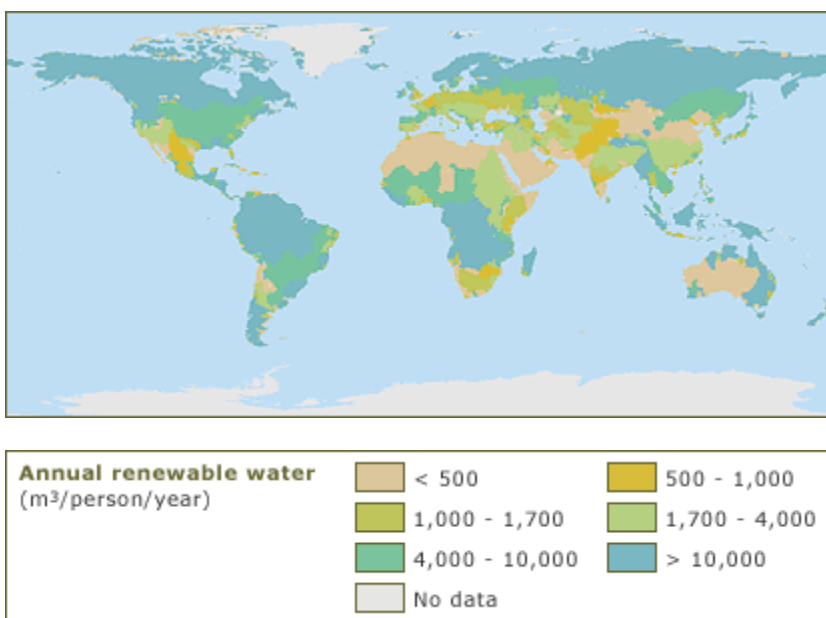 Annual renewable water
(m³/person/year)
< 500
500 - 1,000
1,000 - 1,700
1,700 - 4,000
4,000 - 10,000
> 10,000
No data